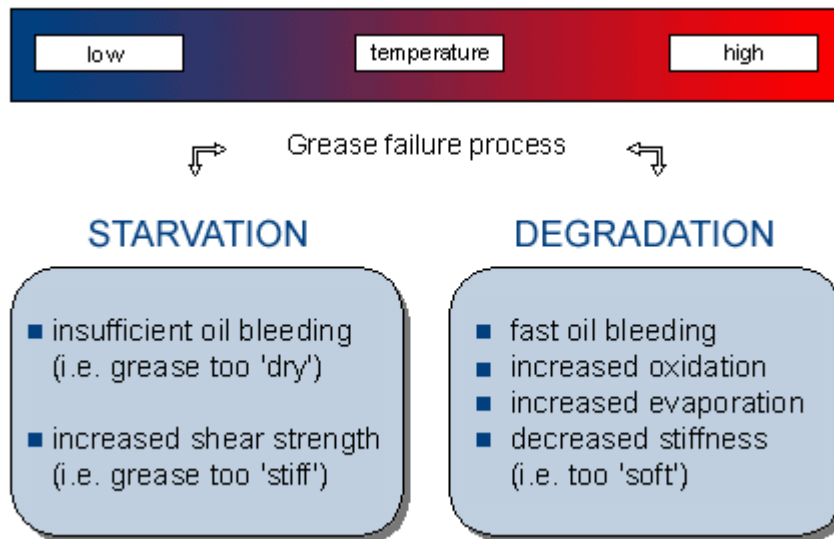 low temperature high
Grease failure process
STARVATION
insufficient oil bleeding
(i.e. grease too 'dry')
increased shear strength
(i.e. grease too 'stiff')
DEGRADATION
fast oil bleeding
increased oxidation
increased evaporation
decreased stiffness
(i.e. too 'soft')